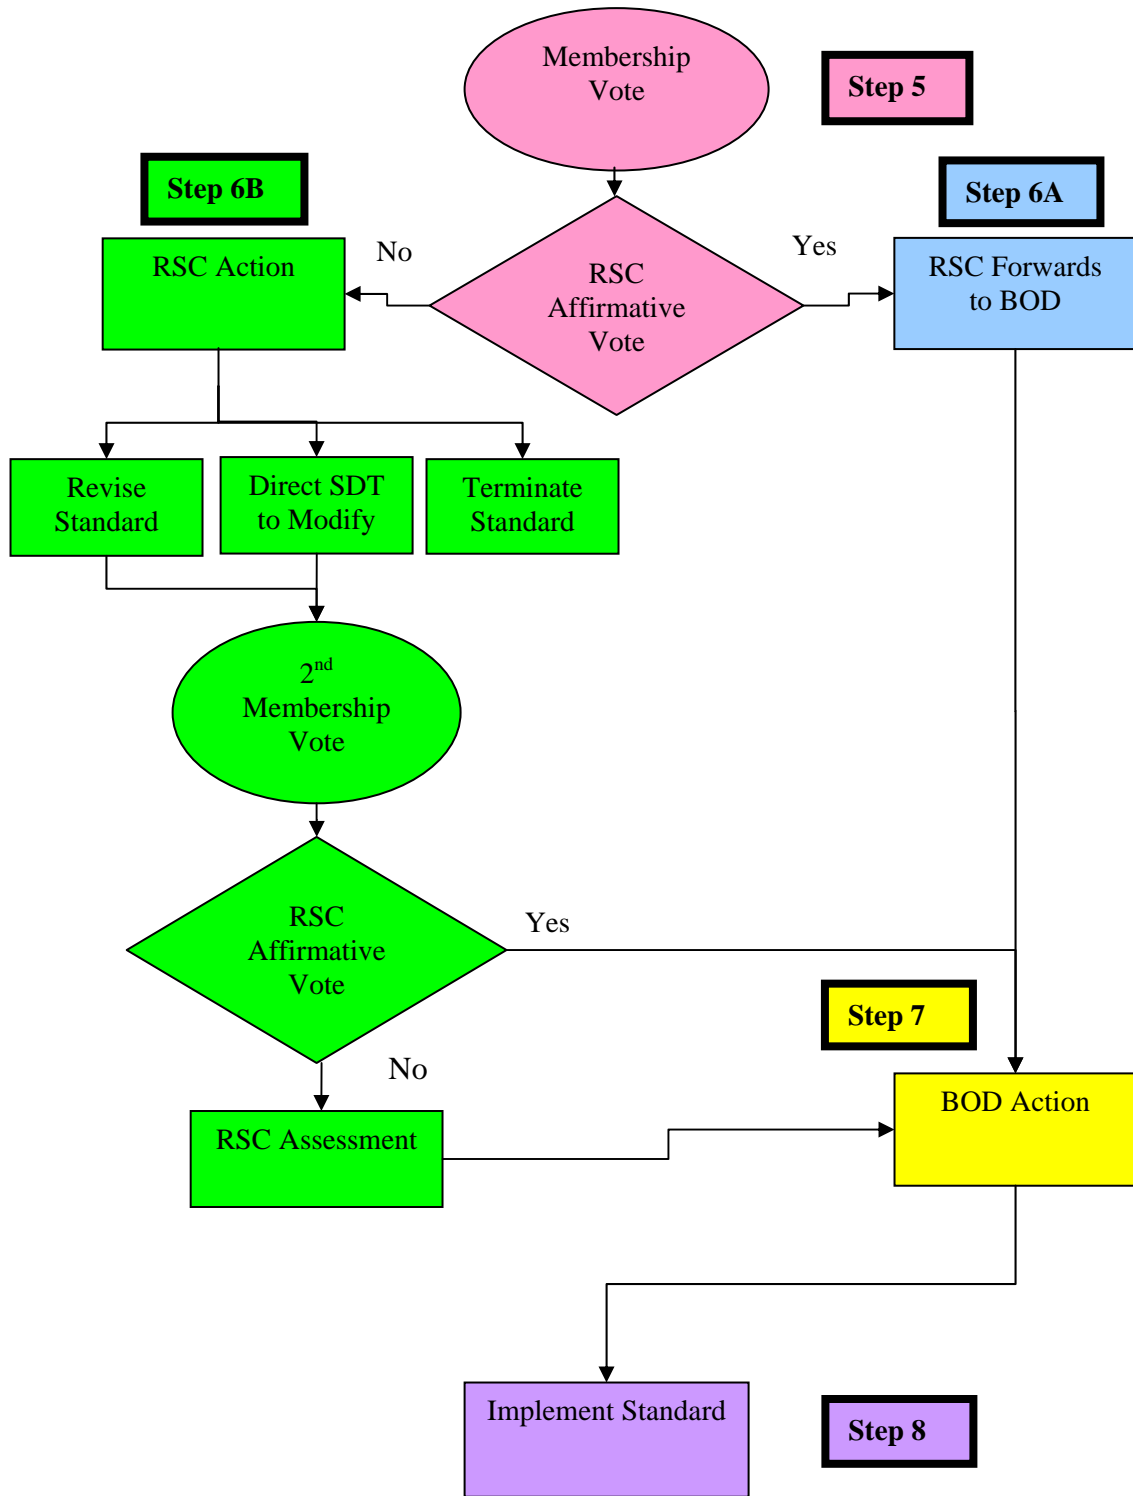 Membership
Vote
Step 5
Step 6B
Step 6A
RSC Action
No
RSC
Affirmative
Vote
Yes
RSC Forwards
to BOD
Revise
Standard
Direct SDT
to Modify
Terminate
Standard
2nd
Membership
Vote
RSC
Affirmative
Vote
Yes
No
Step 7
RSC Assessment
BOD Action
Implement Standard
Step 8